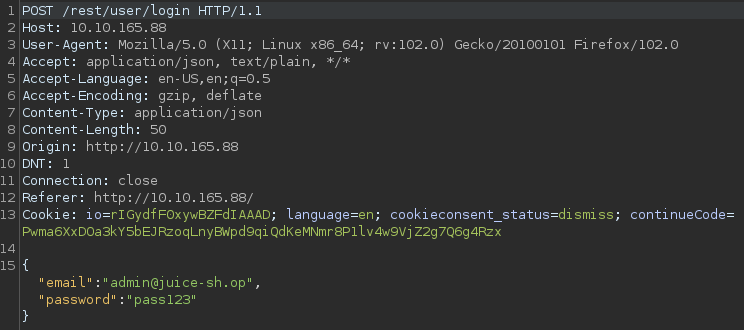 1 POST /rest/user/login HTTP/1.1
2 Host: 10.10.165.88
3 User-Agent: Mozilla/5.0 (X11; Linux x86_64; rv:102.0) Gecko/20100101 Firefox/102.0
4 Accept: application/json, text/plain, */*
5 Accept-Language: en-US,en;q=0.5
6 Accept-Encoding: gzip, deflate
7 Content-Type: application/json
8 Content-Length: 50
9 Origin: http://10.10.165.88
10 DNT: 1
11 Connection: close
12 Referer: http://10.10.165.88/
13 Cookie: io=rIGydfFOxywBZFdIAAAD; language=en; cookieconsent_status=dismiss; continueCode=
Pwma6XxDOa3kY5bEJRzoqLnyBWpd9qiQdKeMNmr8P1lv4w9VjZ2g7Q6g4Rzx
14
15 {
"email":"admin@juice-sh.op",
"password":"pass123"
}